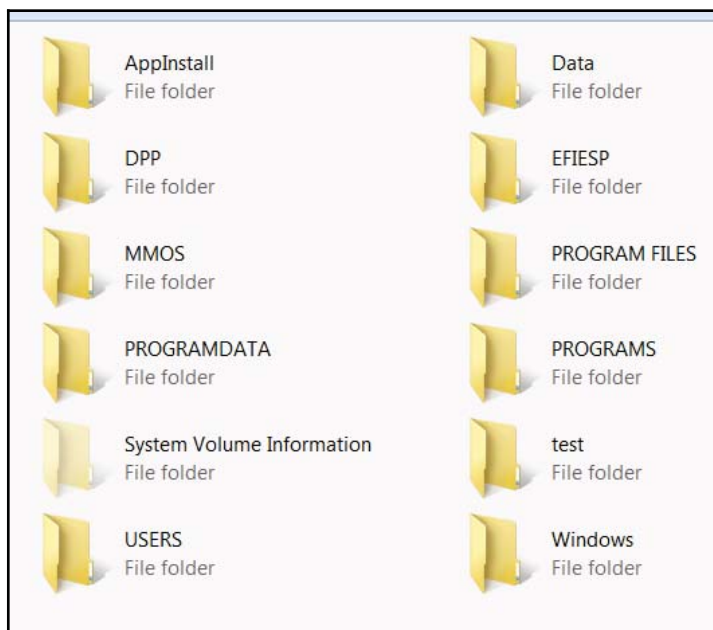 AppInstall
File folder
Data
File folder
DPP
File folder
EFIESP
File folder
MMOS
File folder
PROGRAM FILES
File folder
PROGRAMDATA
File folder
PROGRAMS
File folder
System Volume Information
File folder
test
File folder
USERS
File folder
Windows
File folder